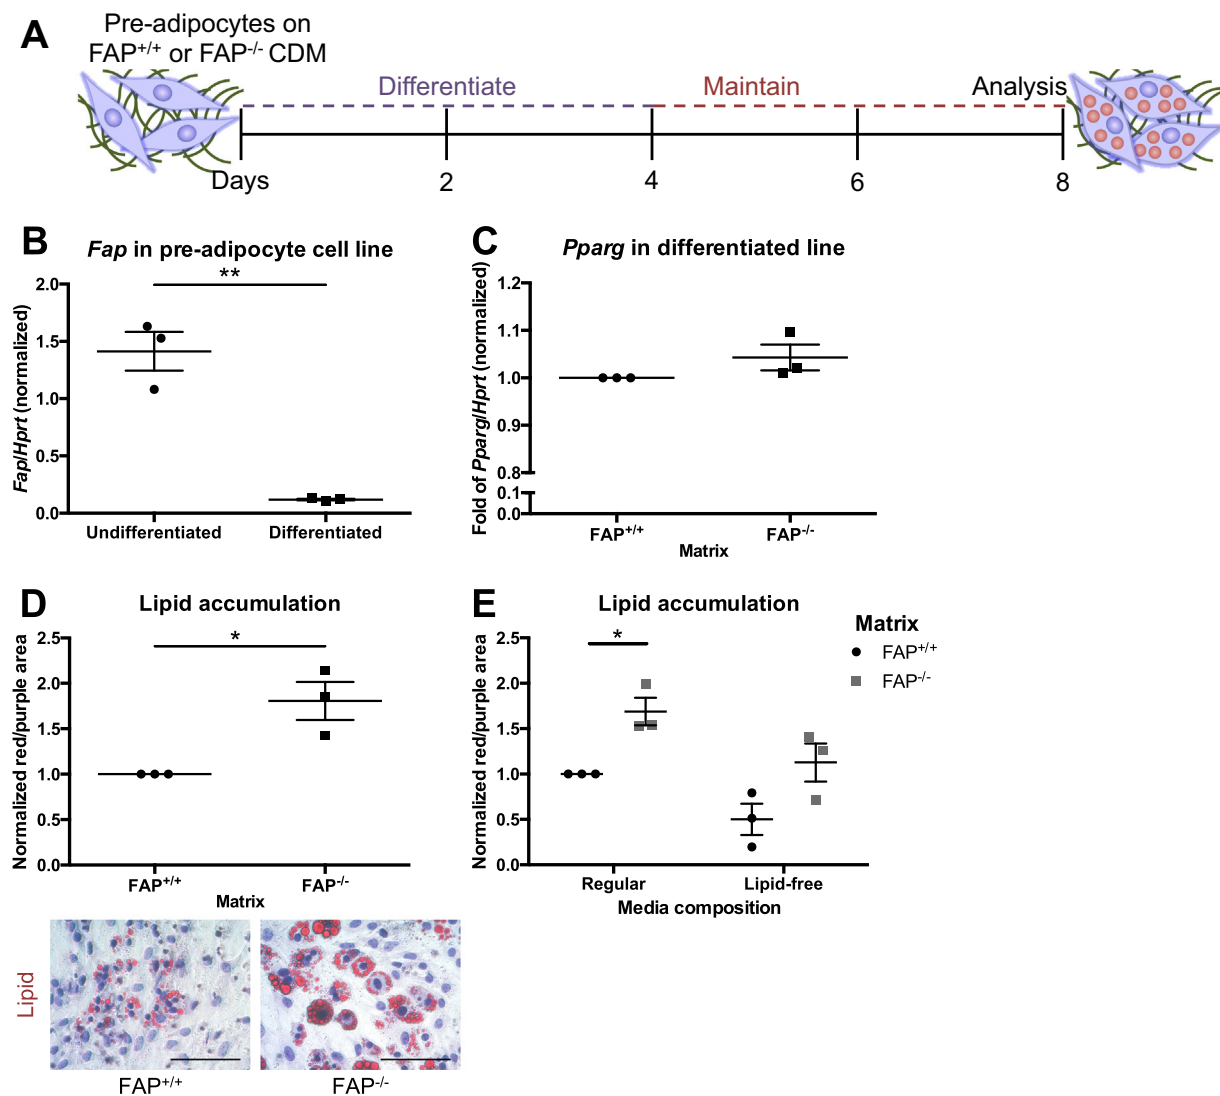 A
Pre-adipocytes on
FAP+/+ or FAP-/- CDM
Differentiate
Maintain
Analysis
Days
2
4
6
8
B
Fap in pre-adipocyte cell line
**
Fap/Hprt (normalized)
2.0
1.5
1.0
0.5
0.0
Undifferentiated
Differentiated
C
Pparg in differentiated line
Fold of Pparg/Hprt (normalized)
1.2
1.1
1.0
0.9
0.8
0.1
0.0
FAP+/+
FAP-/-
Matrix
D
Lipid accumulation
*
Normalized red/purple area
2.5
2.0
1.5
1.0
0.5
0.0
FAP+/+
FAP-/-
Matrix
Lipid
FAP+/+
FAP-/-
E
Lipid accumulation
*
Normalized red/purple area
2.5
2.0
1.5
1.0
0.5
0.0
Regular
Lipid-free
Media composition
Matrix
FAP+/+
FAP-/-